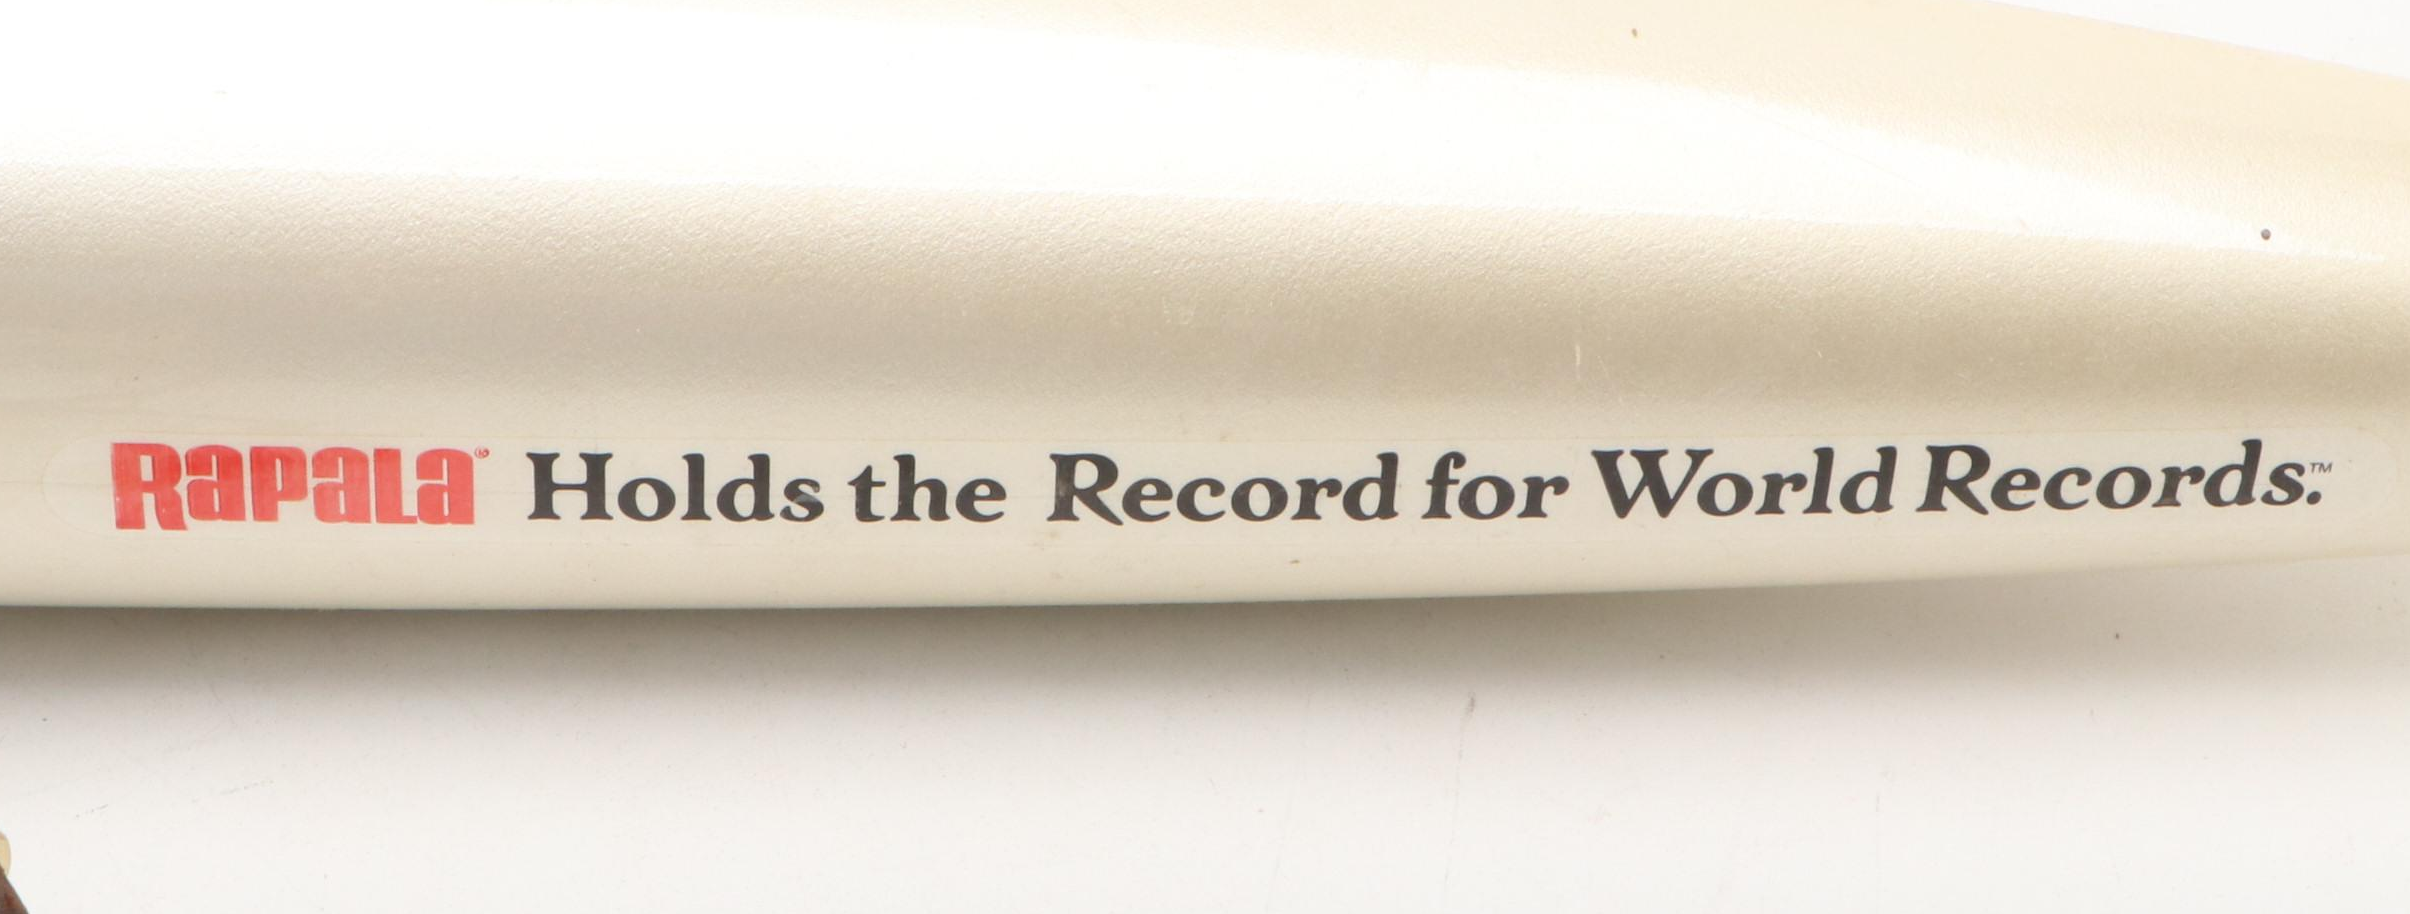 Rapala® Holds the Record for World Records.™